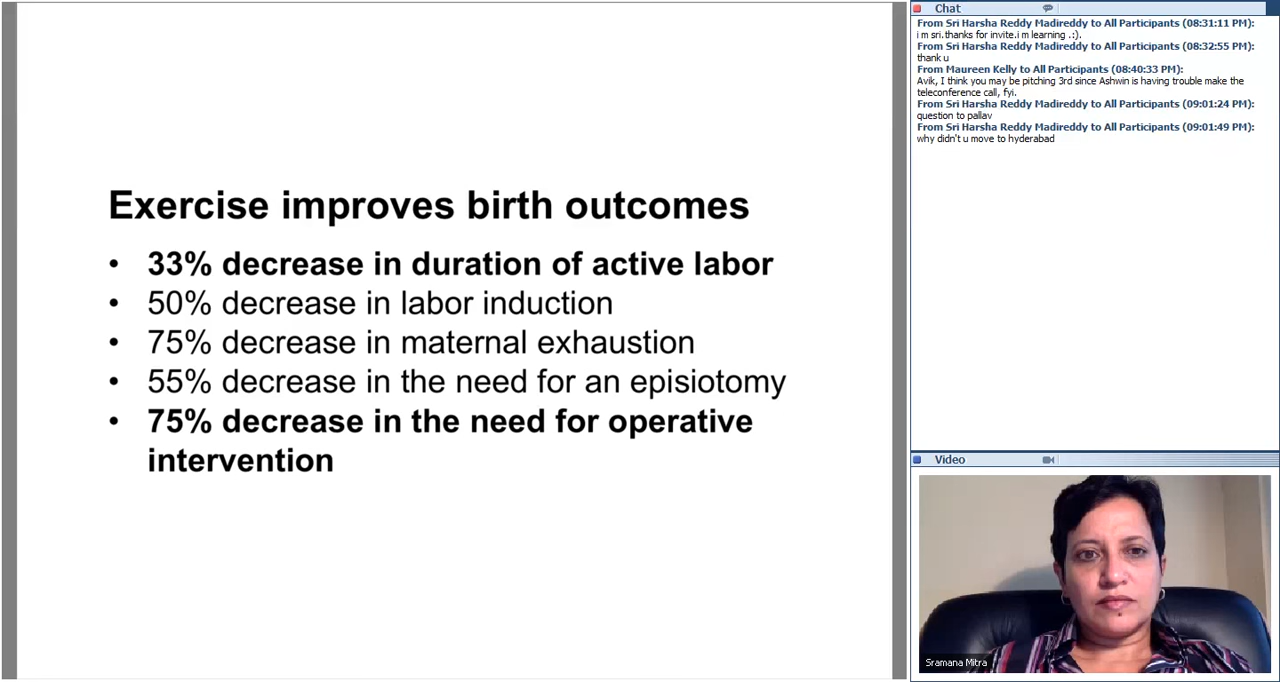 Exercise improves birth outcomes
• 33% decrease in duration of active labor
• 50% decrease in labor induction
• 75% decrease in maternal exhaustion
• 55% decrease in the need for an episiotomy
• 75% decrease in the need for operative
intervention
Chat
From Sri Harsha Reddy Madireddy to All Participants (08:31:11 PM):
i m sri.thanks for invite.i m learning .:).
From Sri Harsha Reddy Madireddy to All Participants (08:32:55 PM):
thank u
From Maureen Kelly to All Participants (08:40:33 PM):
Avik, I think you may be pitching 3rd since Ashwin is having trouble make the
teleconference call, fyi.
From Sri Harsha Reddy Madireddy to All Participants (09:01:24 PM):
question to pallav
From Sri Harsha Reddy Madireddy to All Participants (09:01:49 PM):
why didn't u move to hyderabad
Video
Sramana Mitra